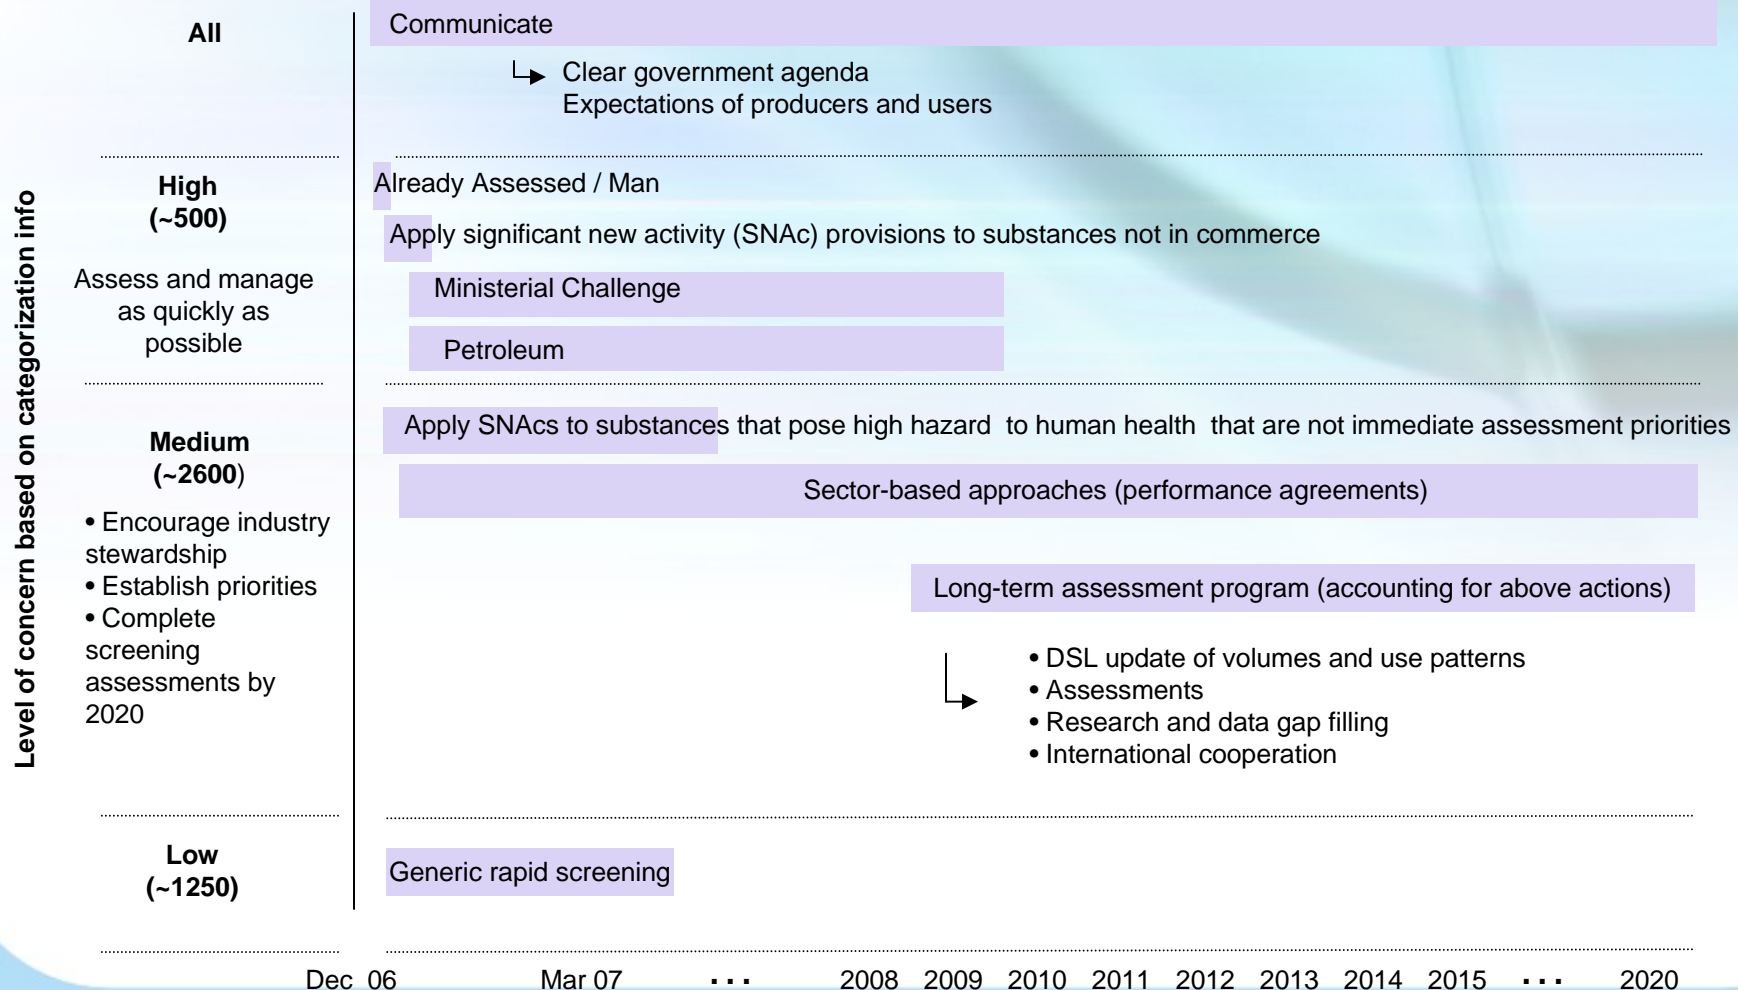 All
Communicate
Clear government agenda
Expectations of producers and users
Level of concern based on categorization info
High
(~500)
Assess and manage
as quickly as
possible
Already Assessed / Man
Apply significant new activity (SNAc) provisions to substances not in commerce
Ministerial Challenge
Petroleum
Medium
(~2600)
• Encourage industry
stewardship
• Establish priorities
• Complete
screening
assessments by
2020
Apply SNAcs to substances that pose high hazard to human health that are not immediate assessment priorities
Sector-based approaches (performance agreements)
Long-term assessment program (accounting for above actions)
• DSL update of volumes and use patterns
• Assessments
• Research and data gap filling
• International cooperation
Low
(~1250)
Generic rapid screening
Dec 06 Mar 07 ... 2008 2009 2010 2011 2012 2013 2014 2015 ... 2020